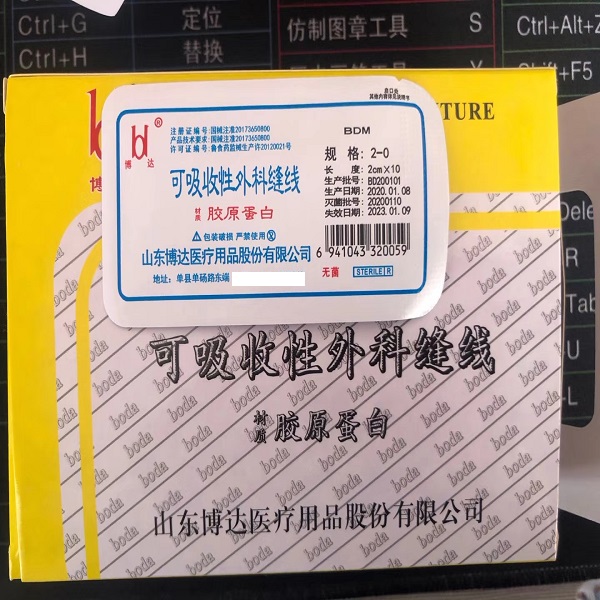 Ctrl+G 定位
Ctrl+H 替换
仿制图章工具 S
Ctrl+Alt+Z
Shift+F5
TURE
博
boda
此口处
博达
®
注册证编号:国械注准20173650800
产品技术要求:国械注准20173650800
许可证编号:鲁食药监械生产许20120021号
可吸收性外科缝线
材质 胶原蛋白
包装破损 严禁使用
山东博达医疗用品股份有限公司
地址:单县单砀路东端
BDM
规 格: 2-0
长 度: 2cm×10
生产批号: BD200101
生产日期: 2020.01.08
灭菌批号: 20200110
失效日期: 2023.01.09
6 941043 320059
无菌 STERILE R
Dele
R
Tab
U
L
可吸收性外科缝线
材质 胶原蛋白
山东博达医疗用品股份有限公司